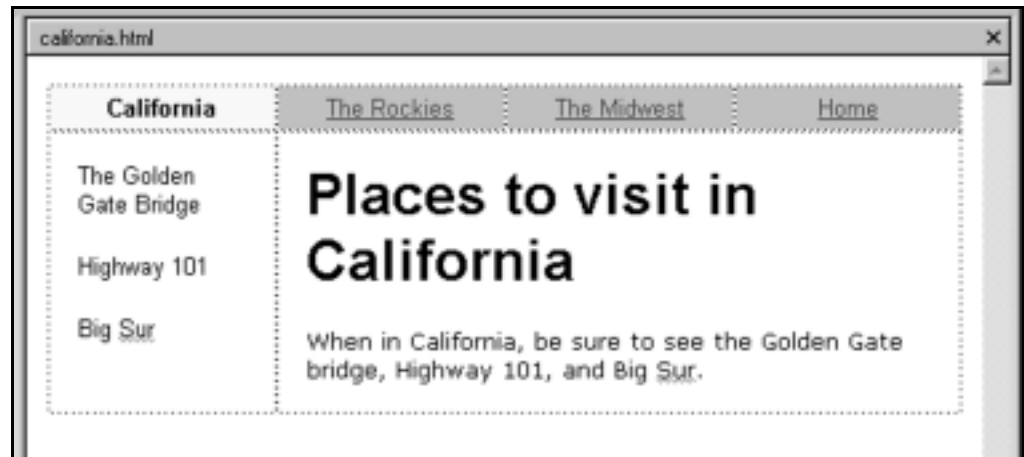 california.html
California The Rockies The Midwest Home
The Golden
Gate Bridge
Highway 101
Big Sur
Places to visit in
California
When in California, be sure to see the Golden Gate
bridge, Highway 101, and Big Sur.